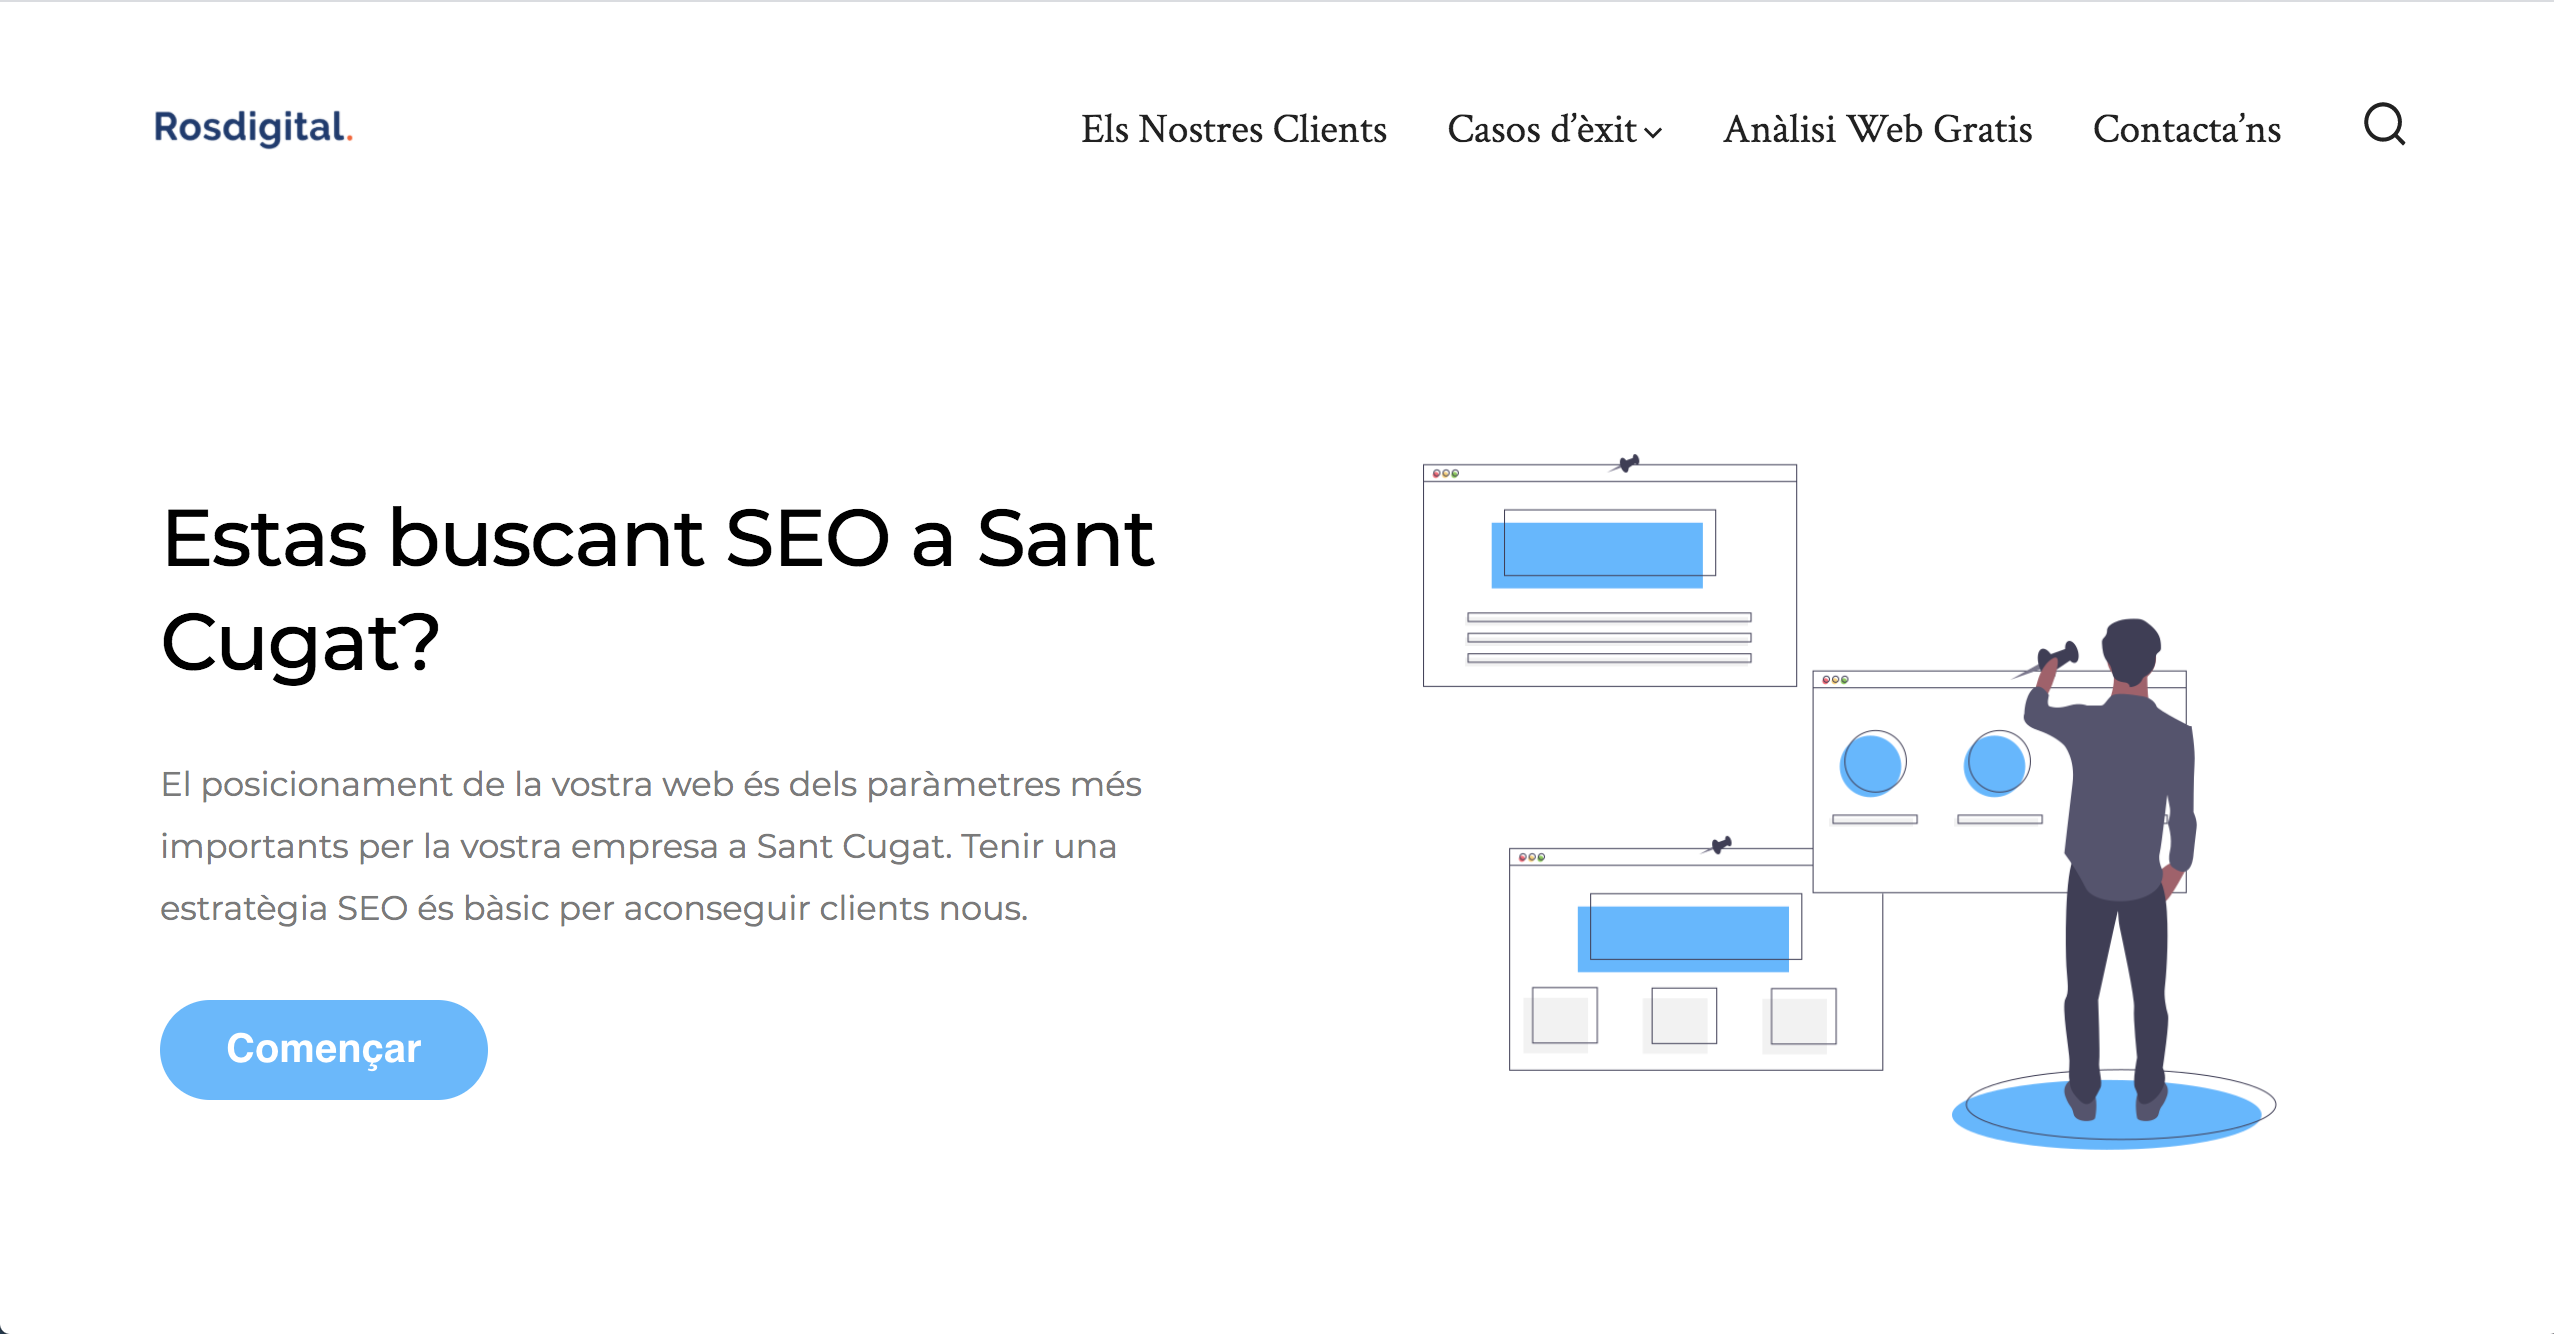 Rosdigital.
Els Nostres Clients
Casos d’èxit
Anàlisi Web Gratis
Contacta’ns
Estas buscant SEO a Sant
Cugat?
El posicionament de la vostra web és dels paràmetres més
importants per la vostra empresa a Sant Cugat. Tenir una
estratègia SEO és bàsic per aconseguir clients nous.
Començar